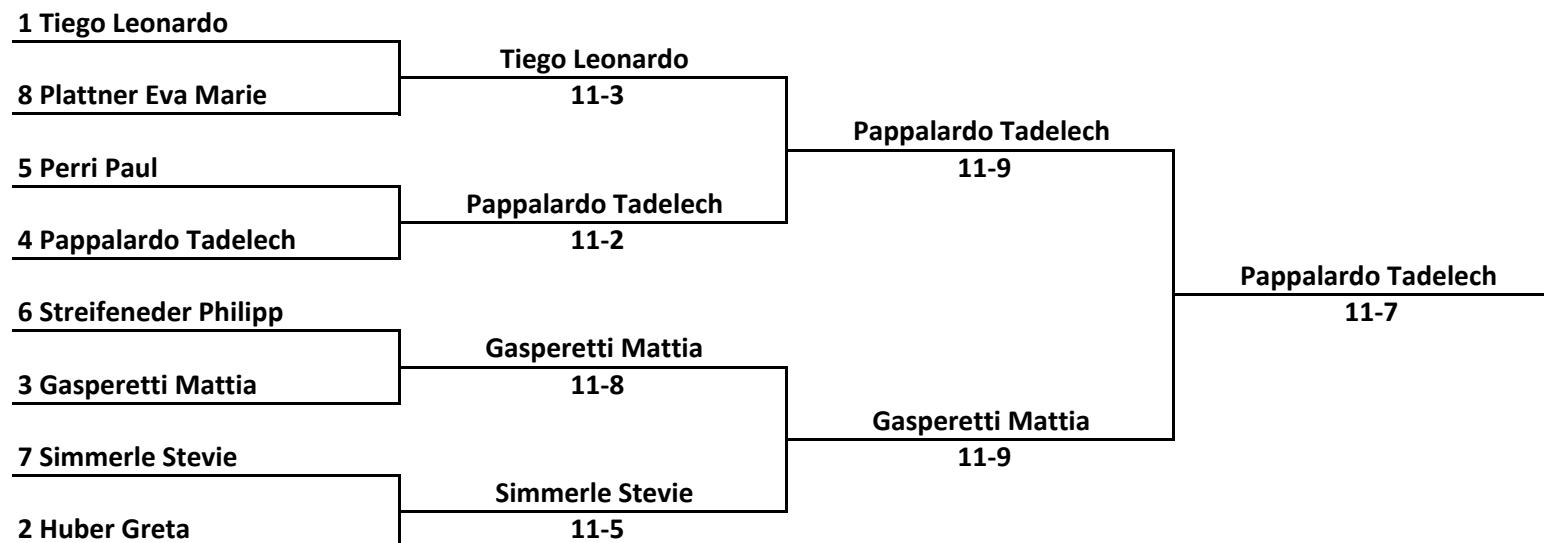 1 Tiego Leonardo
8 Plattner Eva Marie
5 Perri Paul
4 Pappalardo Tadelech
6 Streifeneder Philipp
3 Gasperetti Mattia
7 Simmerle Stevie
2 Huber Greta
Tiego Leonardo
11-3
Pappalardo Tadelech
11-2
Gasperetti Mattia
11-8
Simmerle Stevie
11-5
Pappalardo Tadelech
11-9
Gasperetti Mattia
11-9
Pappalardo Tadelech
11-7